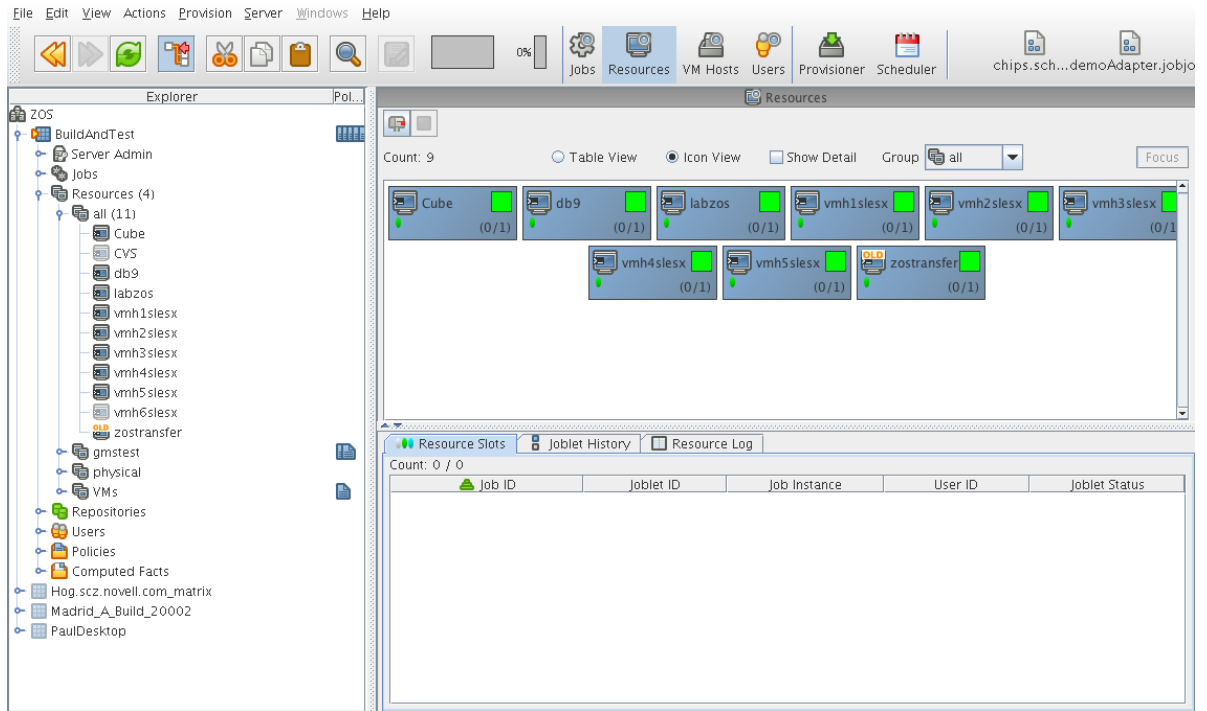 File Edit View Actions Provision Server Windows Help
0%
Jobs Resources VM Hosts Users Provisioner Scheduler chips.sch...demoAdapter.jobjo
Explorer Pol...
ZOS
BuildAndTest
Server Admin
Jobs
Resources (4)
all (11)
Cube
CVS
db9
labzos
vmh1slesx
vmh2slesx
vmh3slesx
vmh4slesx
vmh5slesx
vmh6slesx
OLD zostransfer
gmstest
physical
VMs
Repositories
Users
Policies
Computed Facts
Hog.scz.novell.com_matrix
Madrid_A_Build_20002
PaulDesktop
Resources
Count: 9 Table View Icon View Show Detail Group all Focus
Cube db9 labzos vmh1slesx vmh2slesx vmh3slesx
(0/1) (0/1) (0/1) (0/1) (0/1) (0/1
vmh4slesx vmh5slesx OLD zostransfer
(0/1) (0/1) (0/1)
Resource Slots Joblet History Resource Log
Count: 0 / 0
Job ID Joblet ID Job Instance User ID Joblet Status